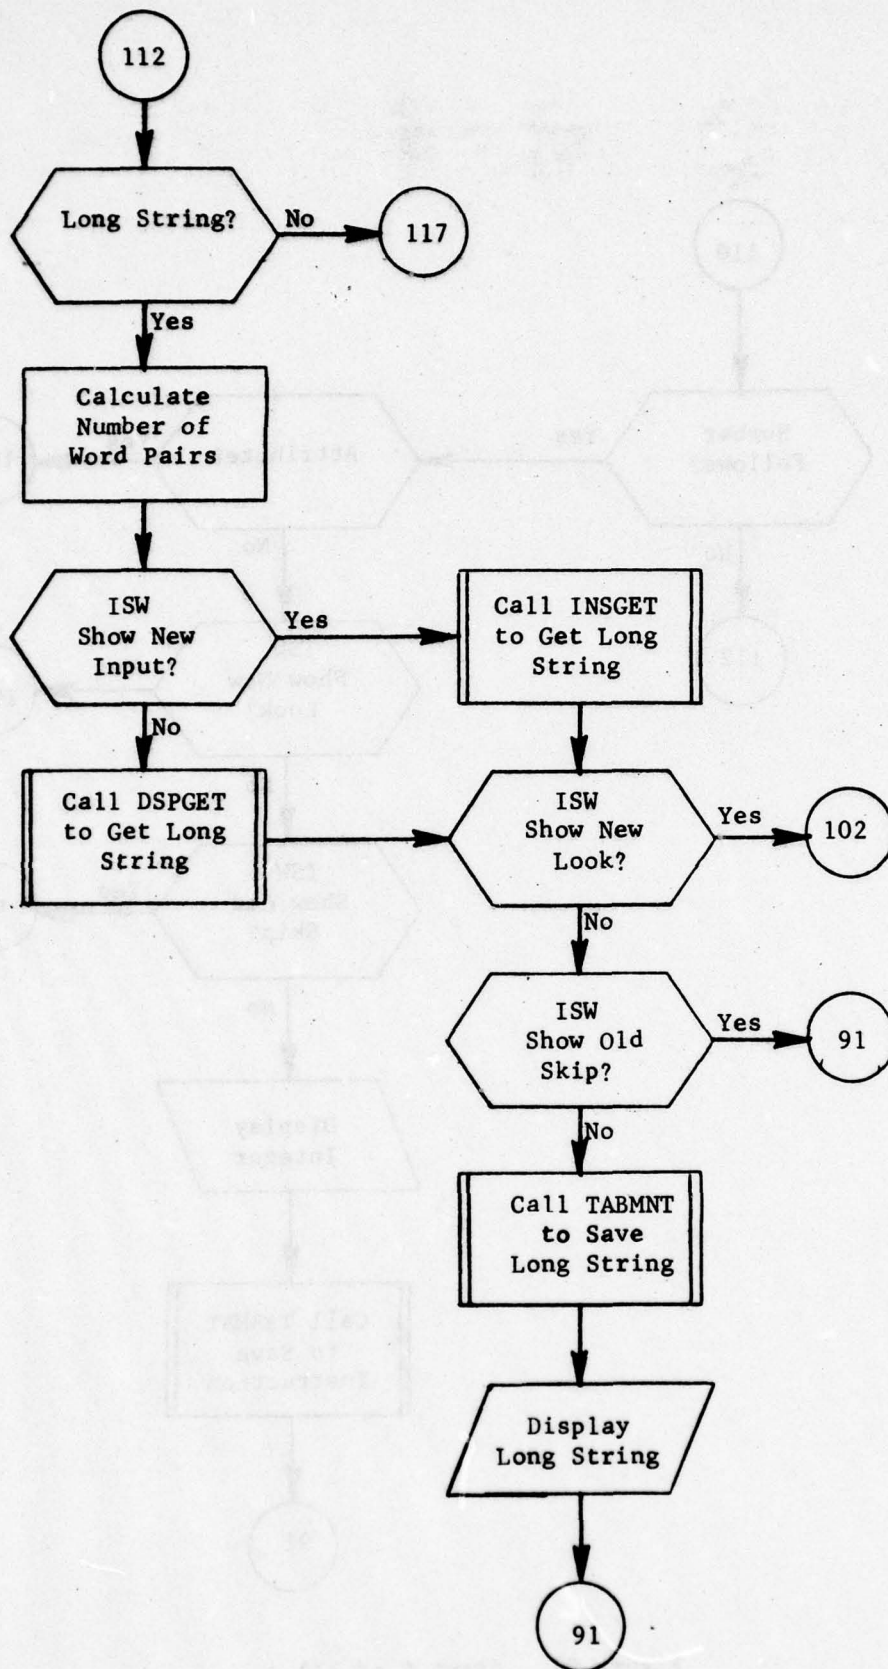 112
Long String?
No
117
Yes
Calculate
Number of
Word Pairs
ISW
Show New
Input?
Yes
Call INSGET
to Get Long
String
No
Call DSPGET
to Get Long
String
ISW
Show New
Look?
Yes
102
No
ISW
Show Old
Skip?
Yes
91
No
Call TABMNT
to Save
Long String
Display
Long String
91